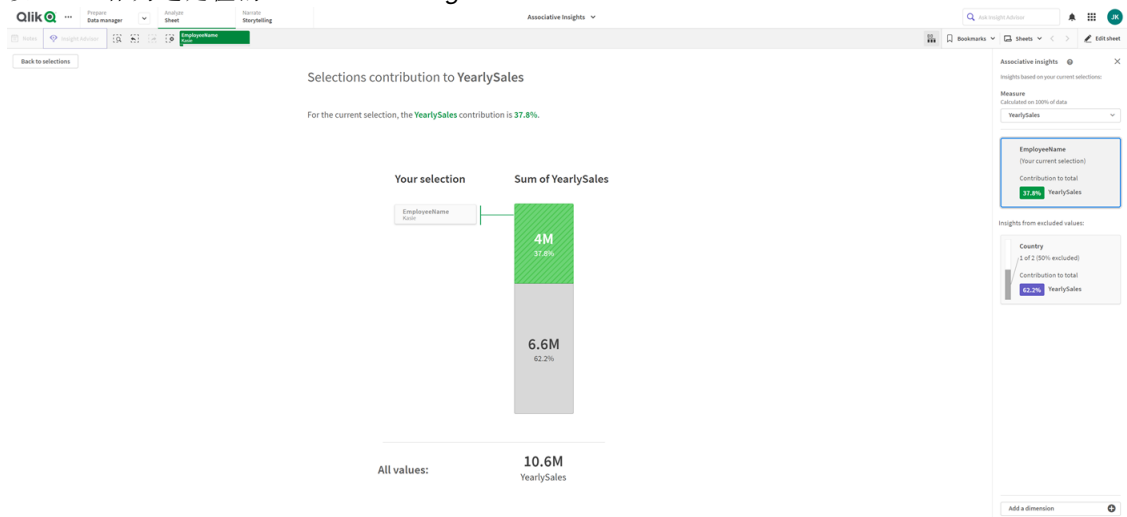 Qlik
Prepare
Data manager
Analyze
Sheet
Narrate
Storytelling
Associative Insights
Ask Insight Advisor
JK
Notes
Insight Advisor
EmployeeName
Kasie
Bookmarks
Sheets
Edit sheet
Back to selections
Selections contribution to YearlySales
For the current selection, the YearlySales contribution is 37.8%.
Your selection
Sum of YearlySales
EmployeeName
Kasie
4M
37.8%
6.6M
62.2%
All values:
10.6M
YearlySales
Associative insights
Insights based on your current selections:
Measure
Calculated on 100% of data
YearlySales
EmployeeName
(Your current selection)
Contribution to total
37.8% YearlySales
Insights from excluded values:
Country
1 of 2 (50% excluded)
Contribution to total
62.2% YearlySales
Add a dimension